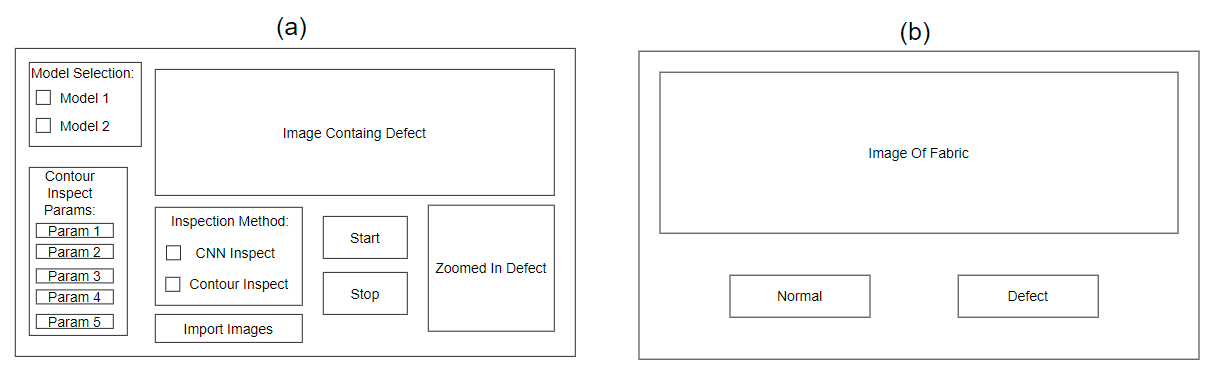 (a)
Model Selection:
Model 1
Model 2
Image Containg Defect
Contour
Inspect
Params:
Param 1
Param 2
Param 3
Param 4
Param 5
Inspection Method:
CNN Inspect
Contour Inspect
Import Images
Start
Stop
Zoomed In Defect
(b)
Image Of Fabric
Normal
Defect